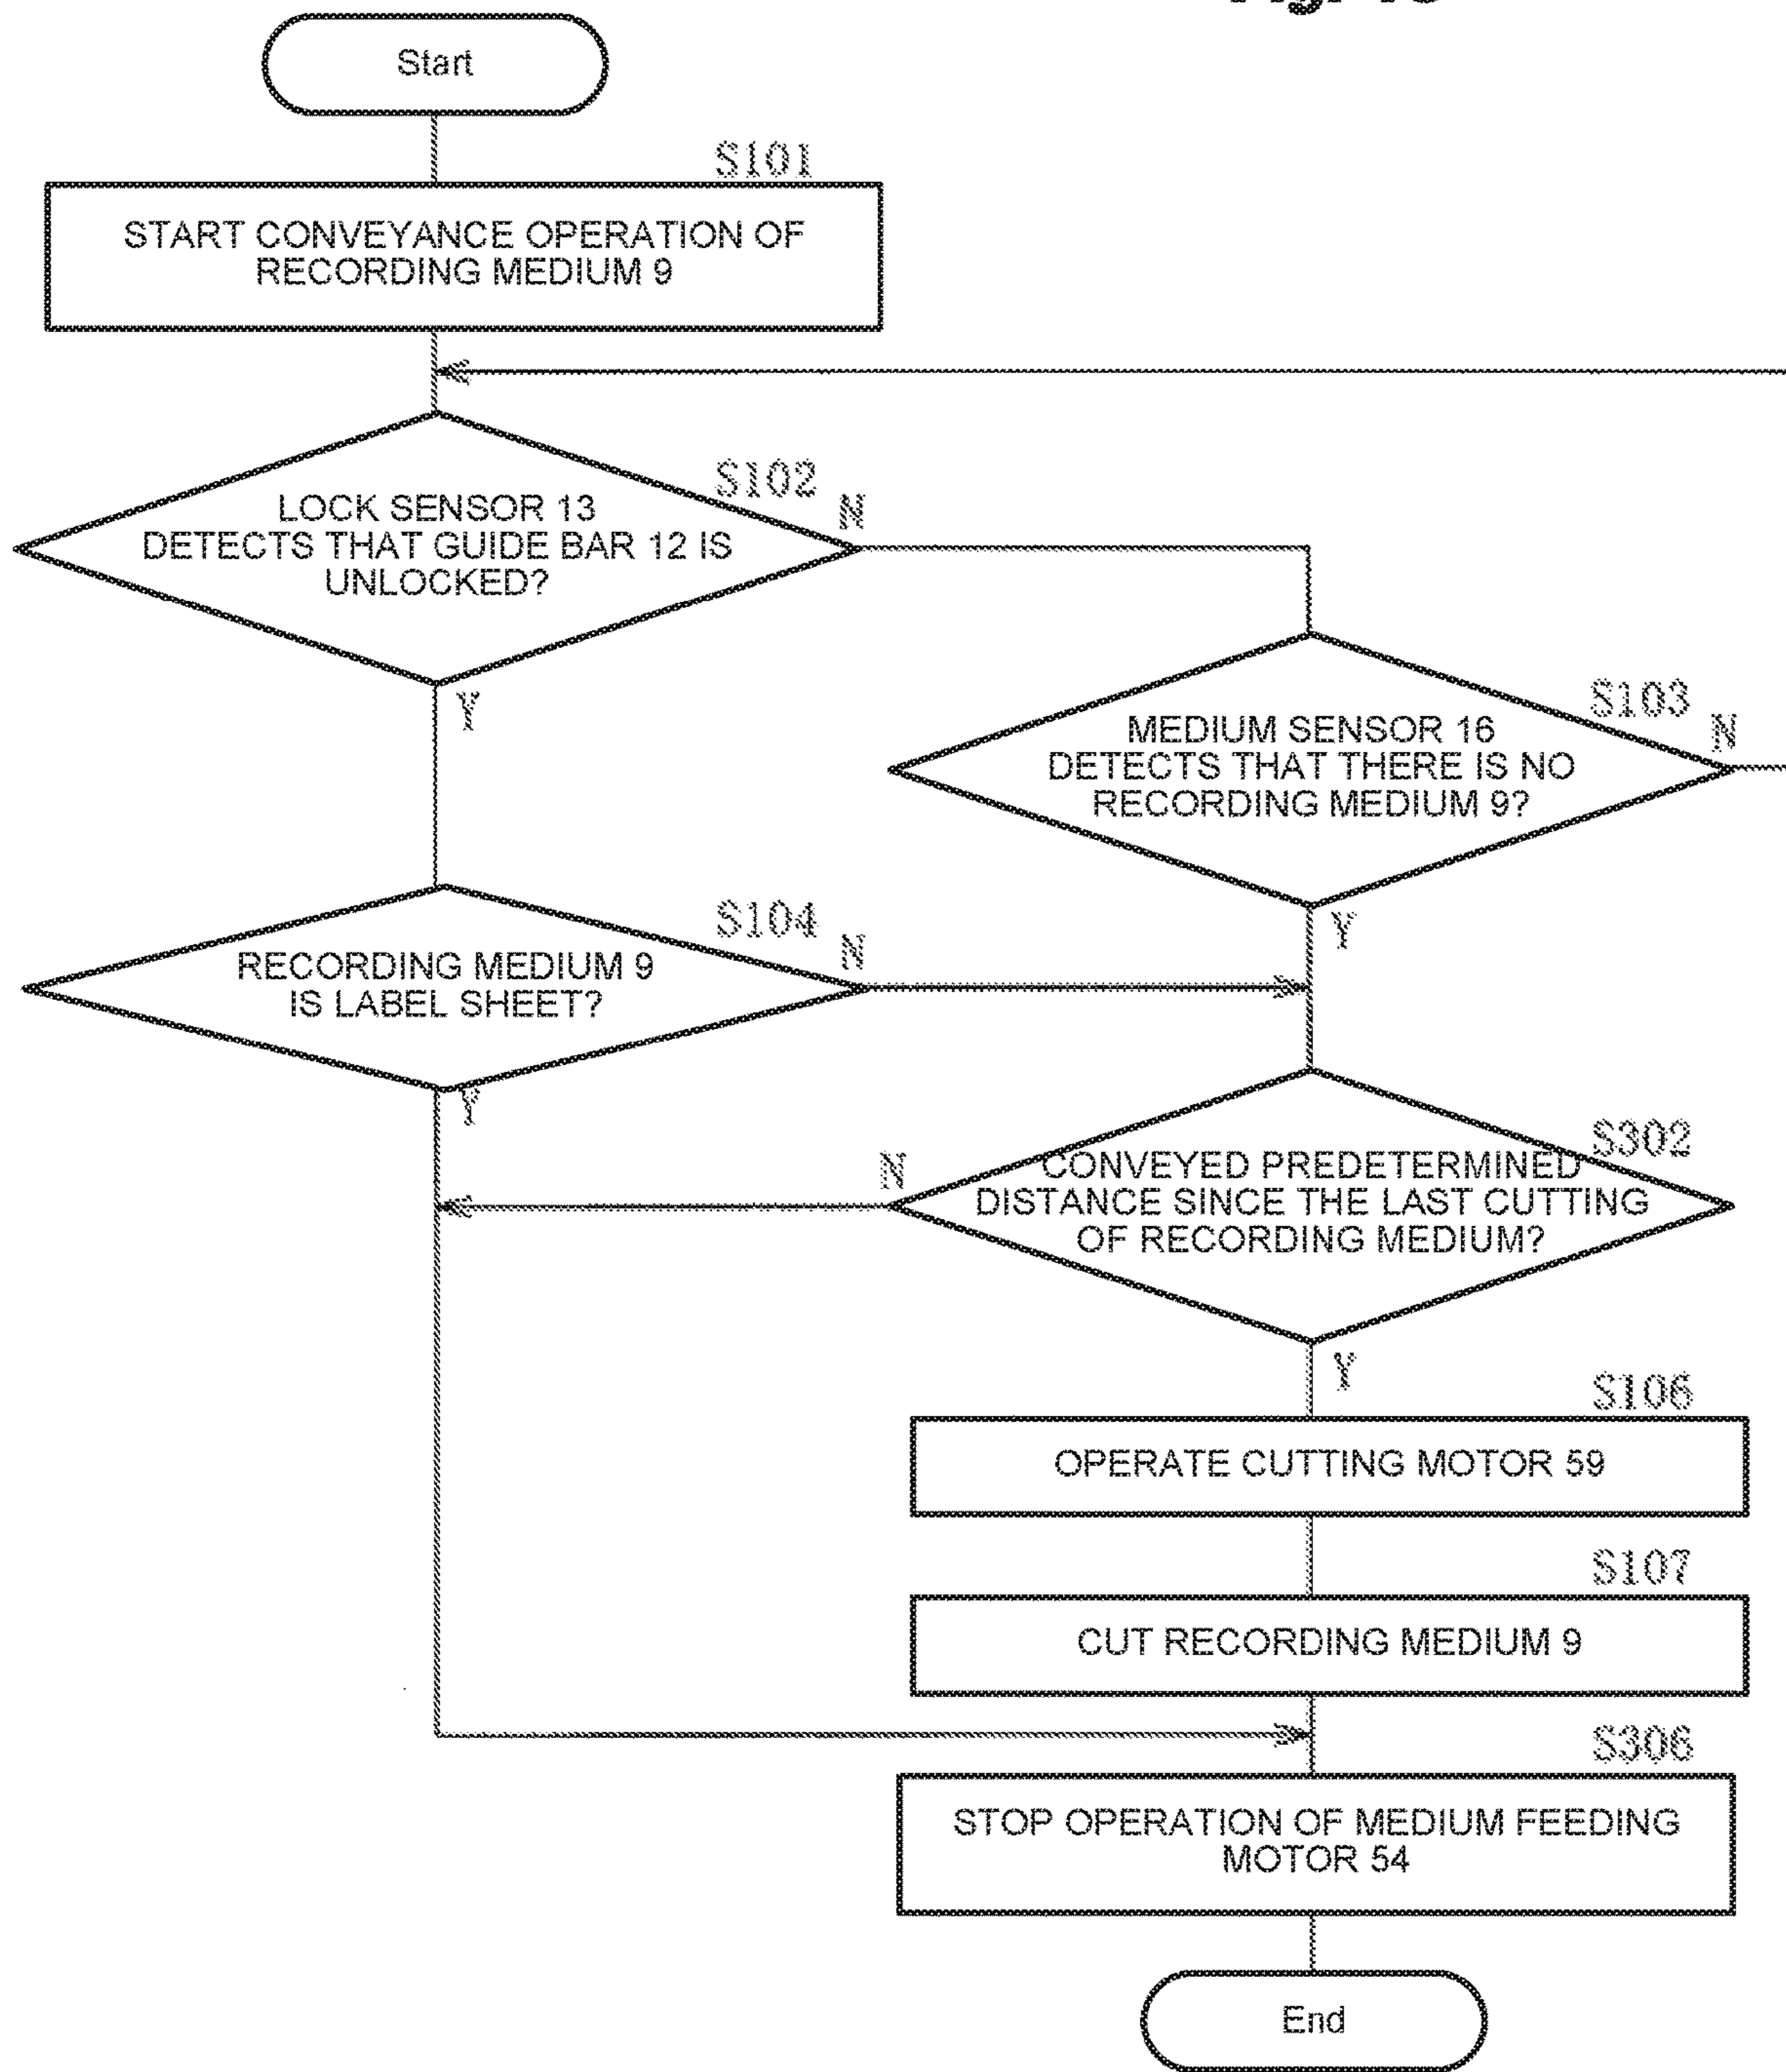 Start
S101
START CONVEYANCE OPERATION OF
RECORDING MEDIUM 9
S102
LOCK SENSOR 13
DETECTS THAT GUIDE BAR 12 IS
UNLOCKED?
N
Y
S103
MEDIUM SENSOR 16
DETECTS THAT THERE IS NO
RECORDING MEDIUM 9?
N
Y
S104
RECORDING MEDIUM 9
IS LABEL SHEET?
N
Y
S302
CONVEYED PREDETERMINED
DISTANCE SINCE THE LAST CUTTING
OF RECORDING MEDIUM?
N
Y
S106
OPERATE CUTTING MOTOR 59
S107
CUT RECORDING MEDIUM 9
S306
STOP OPERATION OF MEDIUM FEEDING
MOTOR 54
End